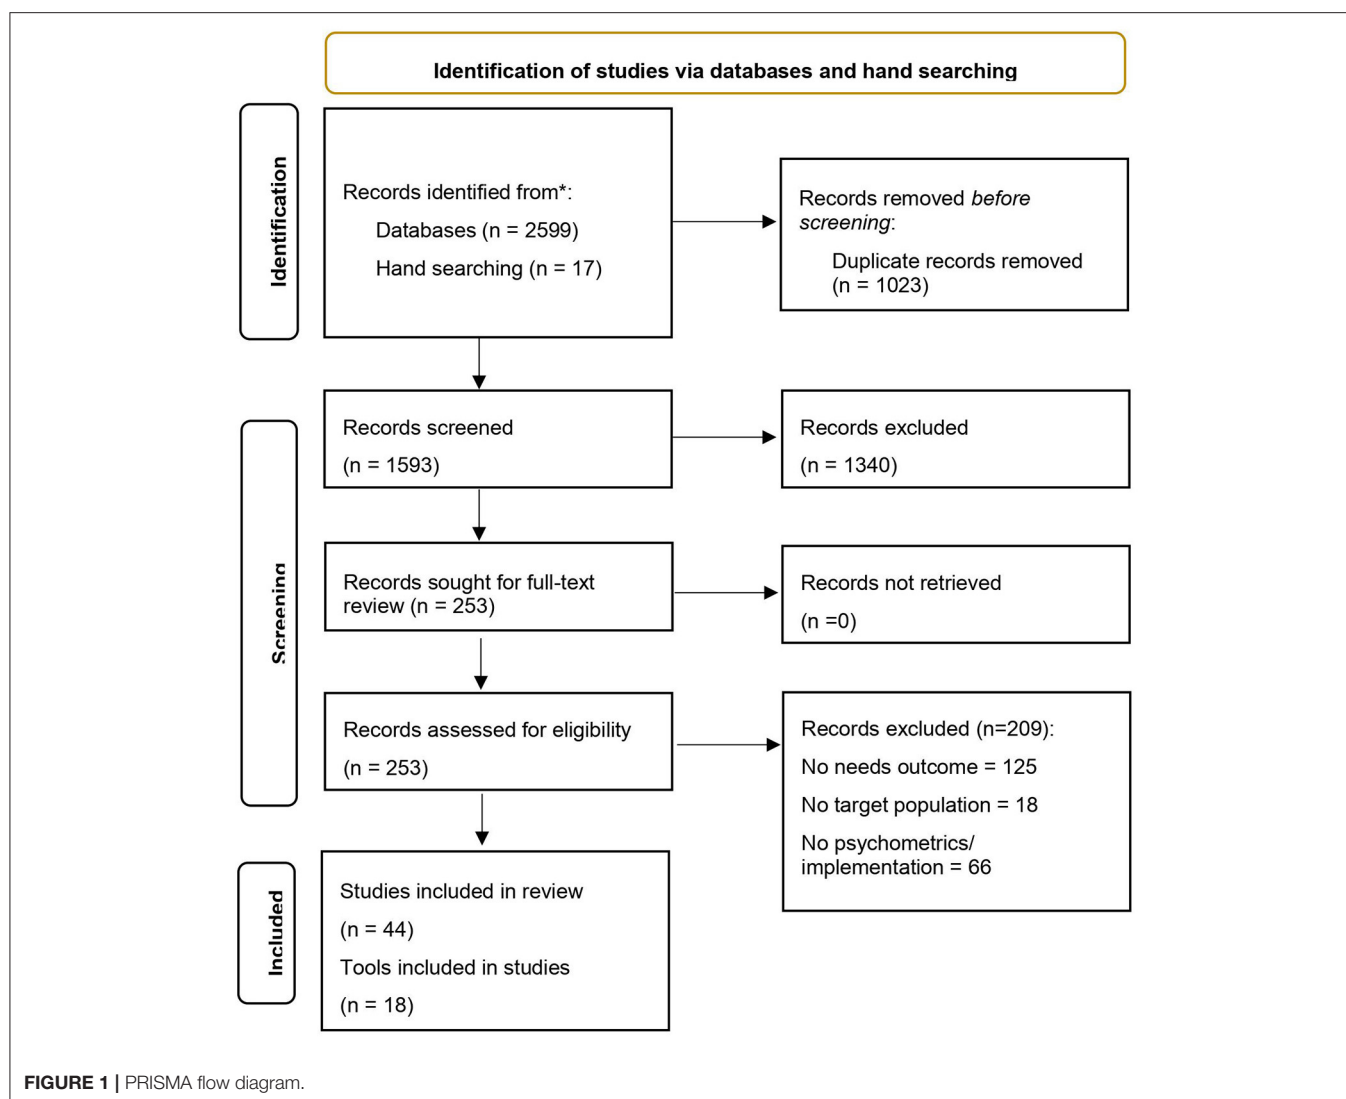 Identification of studies via databases and hand searching
Identification
Records identified from*:
Databases (n = 2599)
Hand searching (n = 17)
Records removed before
screening:
Duplicate records removed
(n = 1023)
Screening
Records screened
(n = 1593)
Records excluded
(n = 1340)
Records sought for full-text
review (n = 253)
Records not retrieved
(n =0)
Records assessed for eligibility
(n = 253)
Records excluded (n=209):
No needs outcome = 125
No target population = 18
No psychometrics/
implementation = 66
Included
Studies included in review
(n = 44)
Tools included in studies
(n = 18)
FIGURE 1 | PRISMA flow diagram.